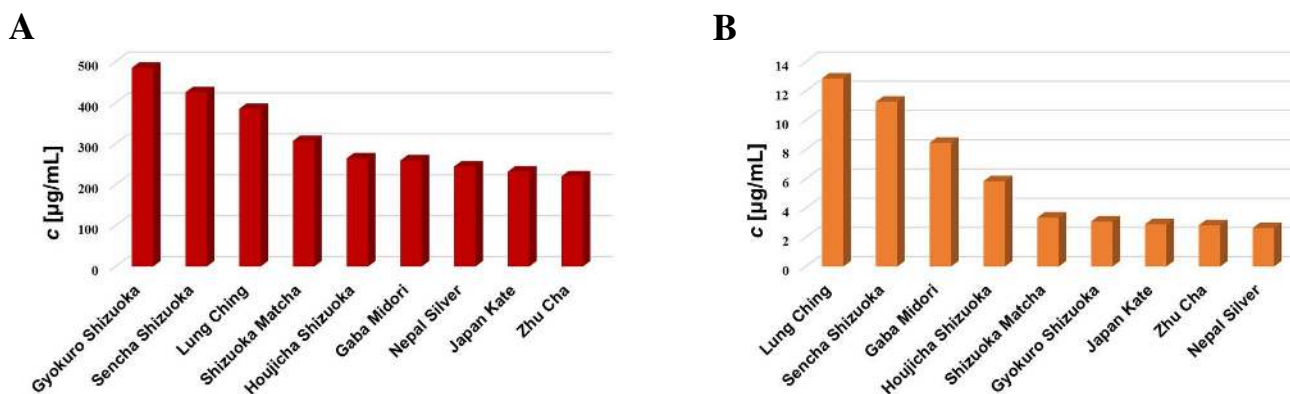 A
500
400
300
200
100
0
c [µg/mL]
Gyokuro Shizuoka
Sencha Shizuoka
Lung Ching
Shizuoka Matcha
Houjicha Shizuoka
Gaba Midori
Nepal Silver
Japan Kate
Zhu Cha
B
14
12
10
8
6
4
2
0
c [µg/mL]
Lung Ching
Sencha Shizuoka
Gaba Midori
Houjicha Shizuoka
Shizuoka Matcha
Gyokuro Shizuoka
Japan Kate
Zhu Cha
Nepal Silver